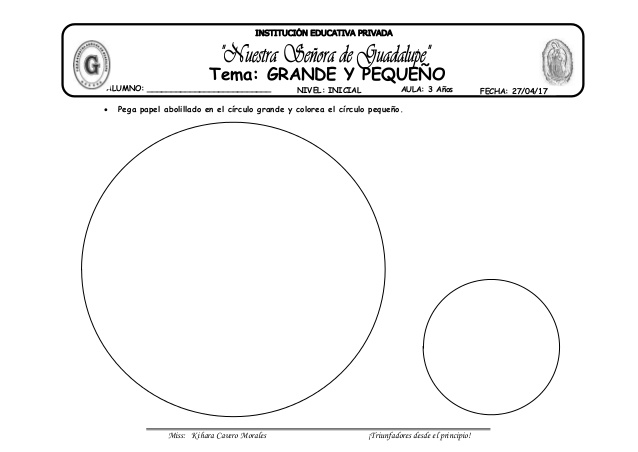 INSTITUCIÓN EDUCATIVA PRIVADA
"Nuestra Señora de Guadalupe"
Tema: GRANDE Y PEQUEÑO
G
ALUMNO: ____________________________ NIVEL: INICIAL AULA: 3 Años FECHA: 27/04/17
• Pega papel abolillado en el círculo grande y colorea el círculo pequeño.
Miss: Kihara Casero Morales ¡Triunfadores desde el principio!